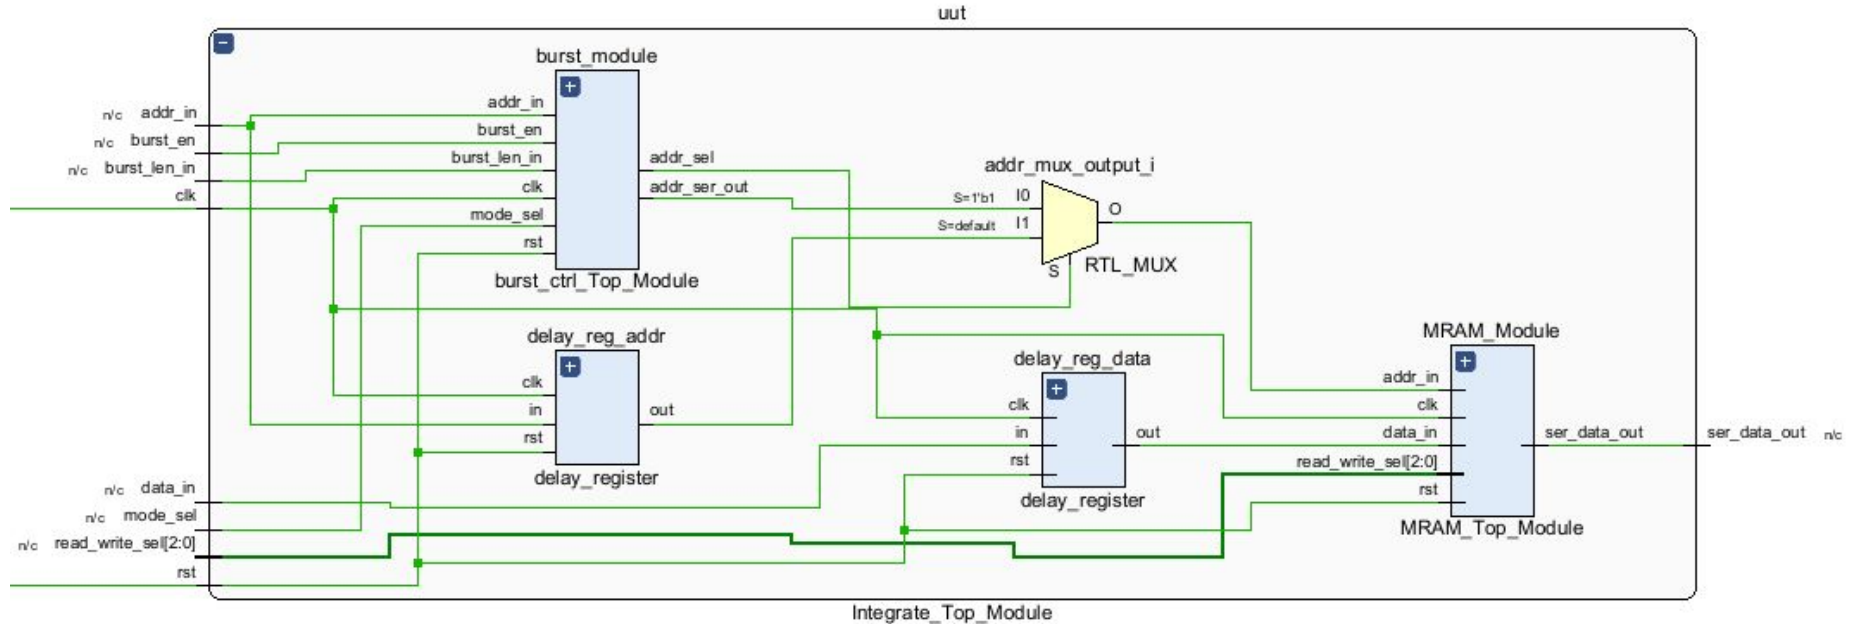 uut
burst_module
addr_in
burst_en
burst_len_in
clk
mode_sel
rst
addr_sel
addr_ser_out
burst_ctrl_Top_Module
n/c addr_in
n/c burst_en
n/c burst_len_in
clk
addr_mux_output_i
S=1'b1 I0
S=default I1
O
S
RTL_MUX
delay_reg_addr
clk
in
rst
out
delay_register
delay_reg_data
clk
in
rst
out
delay_register
MRAM_Module
addr_in
clk
data_in
read_write_sel[2:0]
rst
ser_data_out
MRAM_Top_Module
ser_data_out n/c
n/c data_in
n/c mode_sel
n/c read_write_sel[2:0]
rst
Integrate_Top_Module